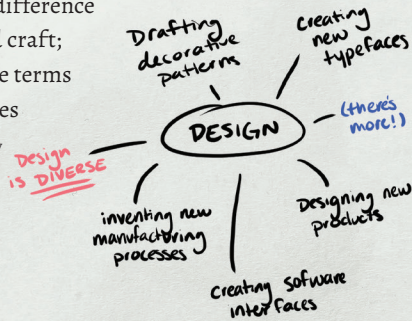 difference
craft;
e terms
es
Drafting
decorative
patterns
creating
new
typefaces
DESIGN
(there's
more!)
Design
is DIVERSE
inventing new
manufacturing
processes
Designing new
products
creating sofware
interfaces